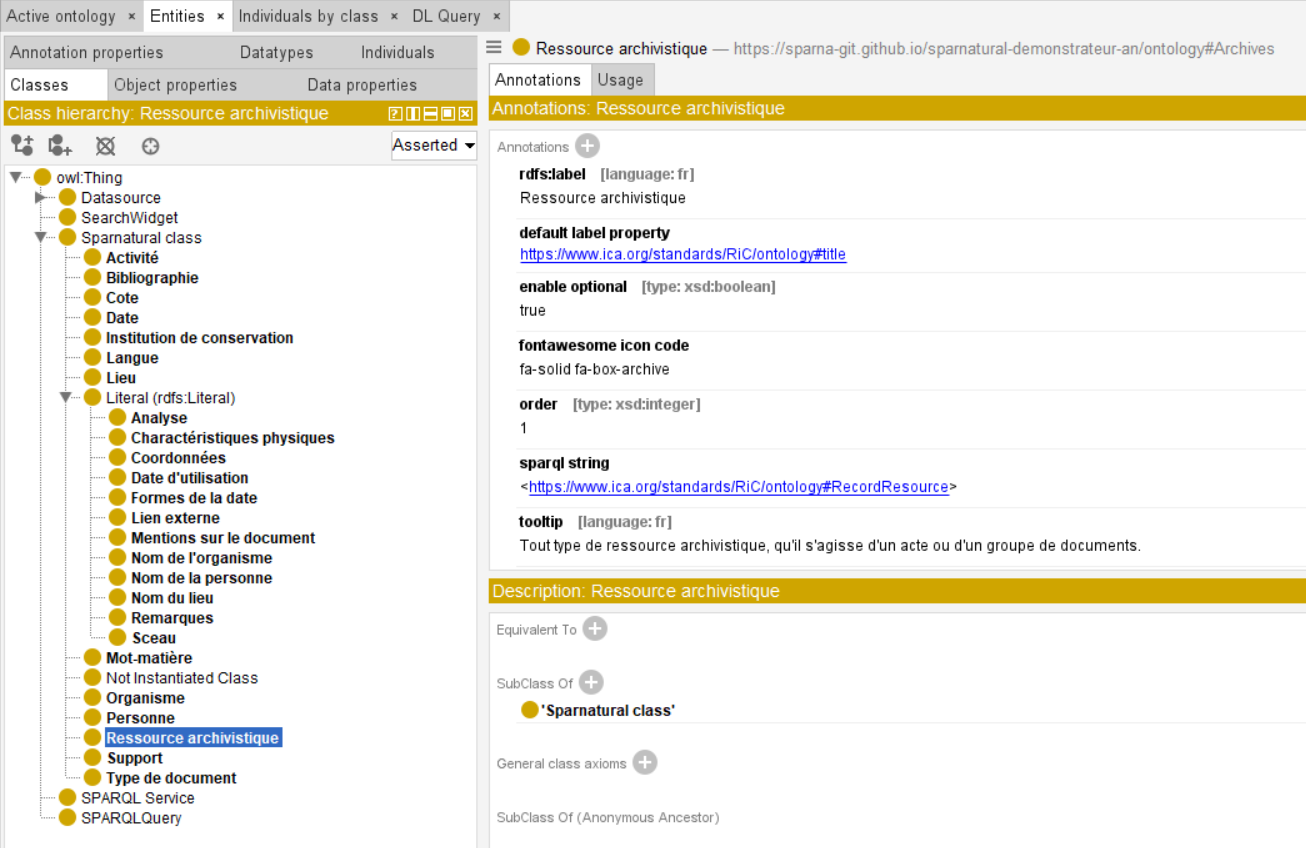 Active ontology × Entities × Individuals by class × DL Query ×
Annotation properties Datatypes Individuals
Classes Object properties Data properties
Class hierarchy: Ressource archivistique
Asserted
owl:Thing
Datasource
SearchWidget
Sparnatural class
Activité
Bibliographie
Cote
Date
Institution de conservation
Langue
Lieu
Literal (rdfs:Literal)
Analyse
Charactéristiques physiques
Coordonnées
Date d'utilisation
Formes de la date
Lien externe
Mentions sur le document
Nom de l'organisme
Nom de la personne
Nom du lieu
Remarques
Sceau
Mot-matière
Not Instantiated Class
Organisme
Personne
Ressource archivistique
Support
Type de document
SPARQL Service
SPARQLQuery
Ressource archivistique — https://sparna-git.github.io/sparnatural-demonstrateur-an/ontology#Archives
Annotations Usage
Annotations: Ressource archivistique
Annotations
rdfs:label [language: fr]
Ressource archivistique
default label property
https://www.ica.org/standards/RiC/ontology#title
enable optional [type: xsd:boolean]
true
fontawesome icon code
fa-solid fa-box-archive
order [type: xsd:integer]
1
sparql string
<https://www.ica.org/standards/RiC/ontology#RecordResource>
tooltip [language: fr]
Tout type de ressource archivistique, qu'il s'agisse d'un acte ou d'un groupe de documents.
Description: Ressource archivistique
Equivalent To
SubClass Of
'Sparnatural class'
General class axioms
SubClass Of (Anonymous Ancestor)